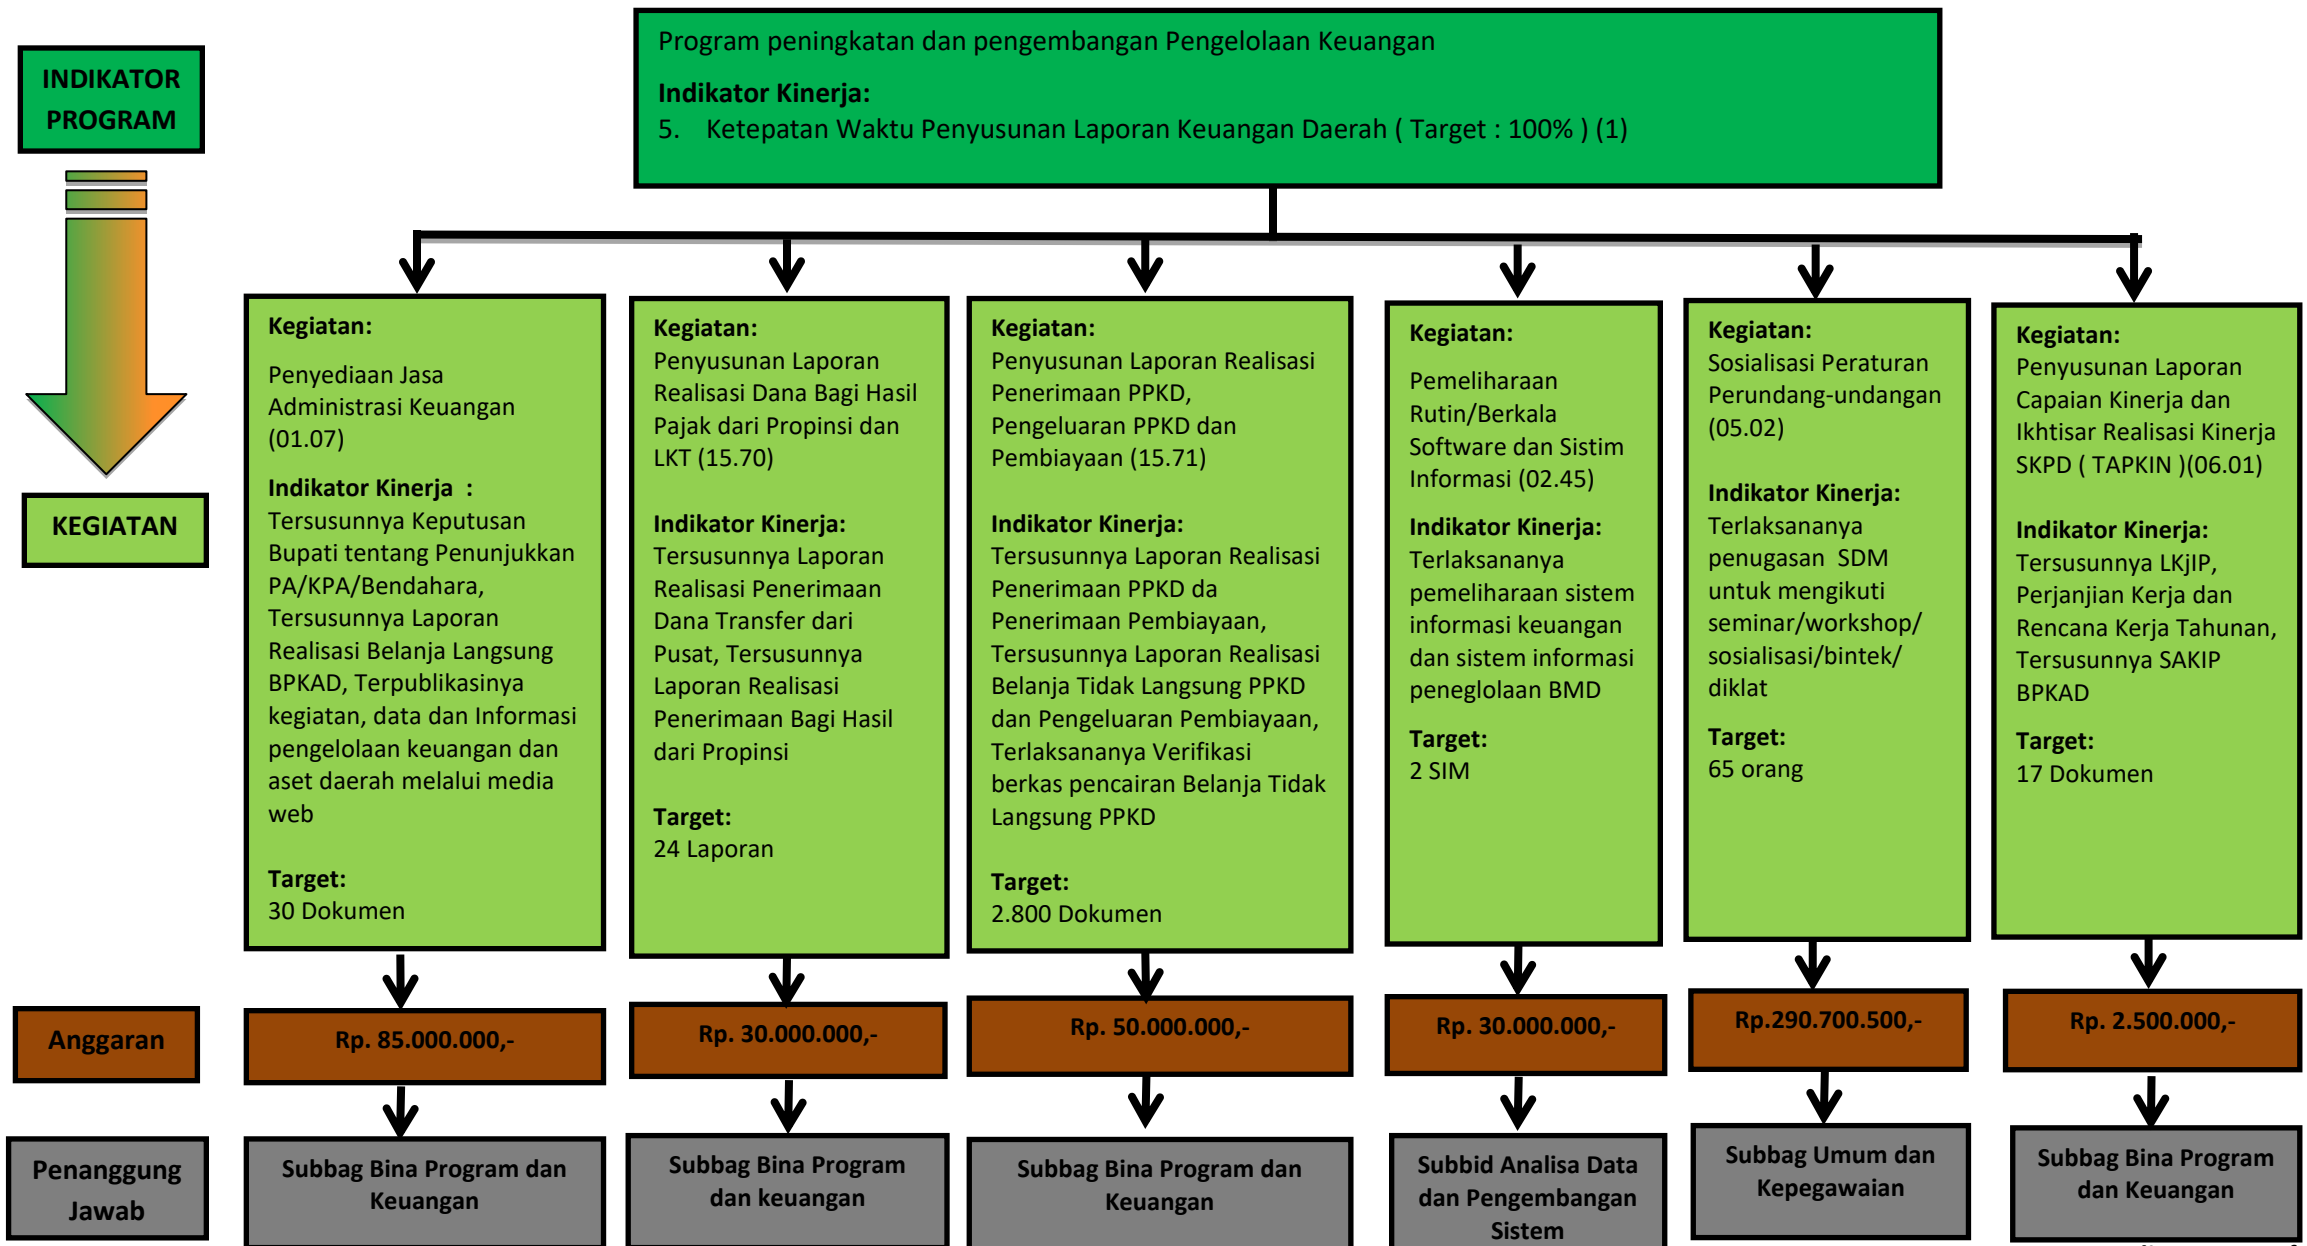 INDIKATOR
PROGRAM
Program peningkatan dan pengembangan Pengelolaan Keuangan
Indikator Kinerja:
5. Ketepatan Waktu Penyusunan Laporan Keuangan Daerah ( Target : 100% ) (1)
KEGIATAN
Kegiatan:
Penyediaan Jasa
Administrasi Keuangan
(01.07)
Indikator Kinerja :
Tersusunnya Keputusan
Bupati tentang Penunjukkan
PA/KPA/Bendahara,
Tersusunnya Laporan
Realisasi Belanja Langsung
BPKAD, Terpublikasinya
kegiatan, data dan Informasi
pengelolaan keuangan dan
aset daerah melalui media
web
Target:
30 Dokumen
Kegiatan:
Penyusunan Laporan
Realisasi Dana Bagi Hasil
Pajak dari Propinsi dan
LKT (15.70)
Indikator Kinerja:
Tersusunnya Laporan
Realisasi Penerimaan
Dana Transfer dari
Pusat, Tersusunnya
Laporan Realisasi
Penerimaan Bagi Hasil
dari Propinsi
Target:
24 Laporan
Kegiatan:
Penyusunan Laporan Realisasi
Penerimaan PPKD,
Pengeluaran PPKD dan
Pembiayaan (15.71)
Indikator Kinerja:
Tersusunnya Laporan Realisasi
Penerimaan PPKD da
Penerimaan Pembiayaan,
Tersusunnya Laporan Realisasi
Belanja Tidak Langsung PPKD
dan Pengeluaran Pembiayaan,
Terlaksananya Verifikasi
berkas pencairan Belanja Tidak
Langsung PPKD
Target:
2.800 Dokumen
Kegiatan:
Pemeliharaan
Rutin/Berkala
Software dan Sistim
Informasi (02.45)
Indikator Kinerja:
Terlaksananya
pemeliharaan sistem
informasi keuangan
dan sistem informasi
peneglolaan BMD
Target:
2 SIM
Kegiatan:
Sosialisasi Peraturan
Perundang-undangan
(05.02)
Indikator Kinerja:
Terlaksananya
penugasan SDM
untuk mengikuti
seminar/workshop/
sosialisasi/bintek/
diklat
Target:
65 orang
Kegiatan:
Penyusunan Laporan
Capaian Kinerja dan
Ikhtisar Realisasi Kinerja
SKPD ( TAPKIN )(06.01)
Indikator Kinerja:
Tersusunnya LKjIP,
Perjanjian Kerja dan
Rencana Kerja Tahunan,
Tersusunnya SAKIP
BPKAD
Target:
17 Dokumen
Anggaran
Rp. 85.000.000,-
Rp. 30.000.000,-
Rp. 50.000.000,-
Rp. 30.000.000,-
Rp.290.700.500,-
Rp. 2.500.000,-
Penanggung
Jawab
Subbag Bina Program dan
Keuangan
Subbag Bina Program
dan keuangan
Subbag Bina Program dan
Keuangan
Subbid Analisa Data
dan Pengembangan
Sistem
Subbag Umum dan
Kepegawaian
Subbag Bina Program
dan Keuangan